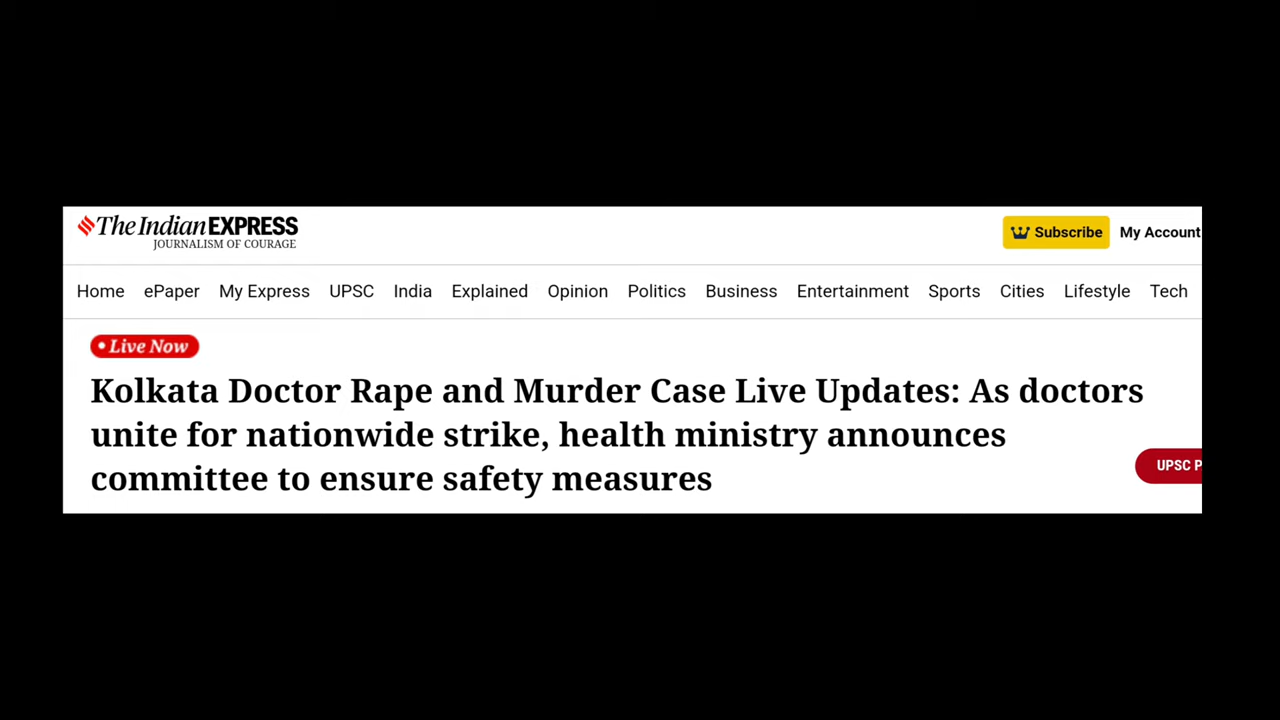 The Indian EXPRESS
JOURNALISM OF COURAGE
Subscribe My Account
Home ePaper My Express UPSC India Explained Opinion Politics Business Entertainment Sports Cities Lifestyle Tech
• Live Now
Kolkata Doctor Rape and Murder Case Live Updates: As doctors
unite for nationwide strike, health ministry announces
committee to ensure safety measures
UPSC P